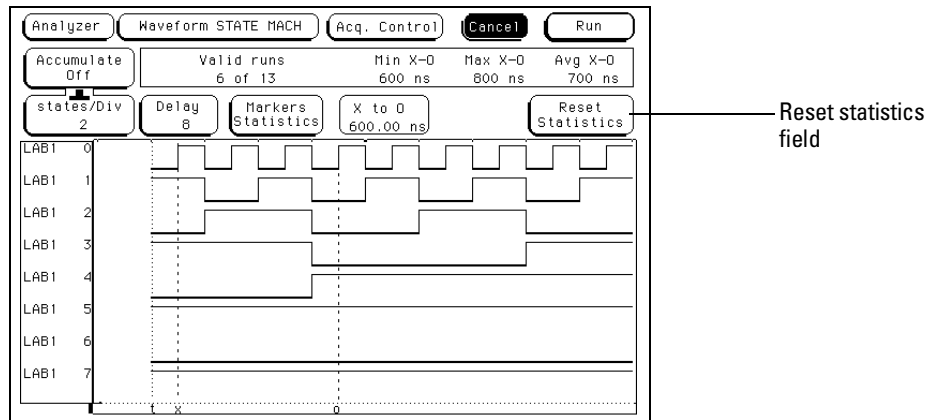 Analyzer Waveform STATE MACH Acq. Control Cancel Run
Accumulate Off
Valid runs 6 of 13
Min X-O 600 ns
Max X-O 800 ns
Avg X-O 700 ns
states/Div 2
Delay 8
Markers Statistics
X to O 600.00 ns
Reset Statistics
Reset statistics
field
LAB1 0
LAB1 1
LAB1 2
LAB1 3
LAB1 4
LAB1 5
LAB1 6
LAB1 7
t x o